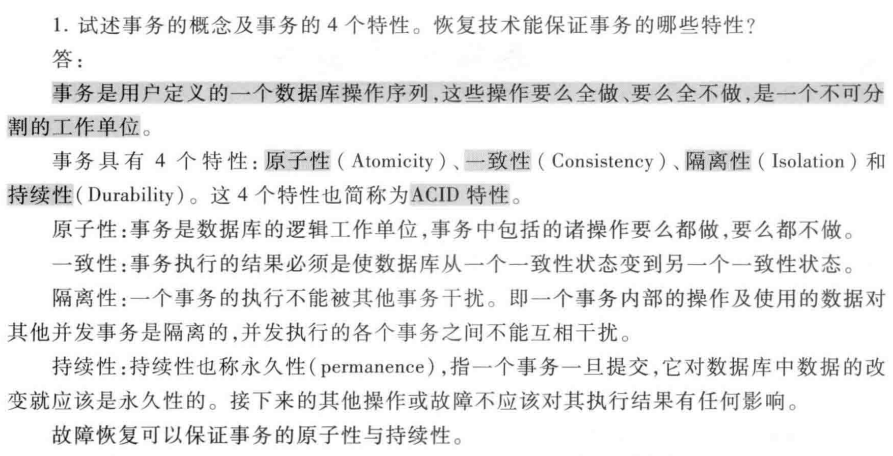 1. 试述事务的概念及事务的 4 个特性。恢复技术能保证事务的哪些特性?
答:
事务是用户定义的一个数据库操作序列,这些操作要么全做、要么全不做,是一个不可分
割的工作单位。
事务具有 4 个特性:原子性(Atomicity)、一致性(Consistency)、隔离性(Isolation)和
持续性(Durability)。这 4 个特性也简称为ACID 特性。
原子性:事务是数据库的逻辑工作单位,事务中包括的诸操作要么都做,要么都不做。
一致性:事务执行的结果必须是使数据库从一个一致性状态变到另一个一致性状态。
隔离性:一个事务的执行不能被其他事务干扰。即一个事务内部的操作及使用的数据对
其他并发事务是隔离的,并发执行的各个事务之间不能互相干扰。
持续性:持续性也称永久性(permanence),指一个事务一旦提交,它对数据库中数据的改
变就应该是永久性的。接下来的其他操作或故障不应该对其执行结果有任何影响。
故障恢复可以保证事务的原子性与持续性。